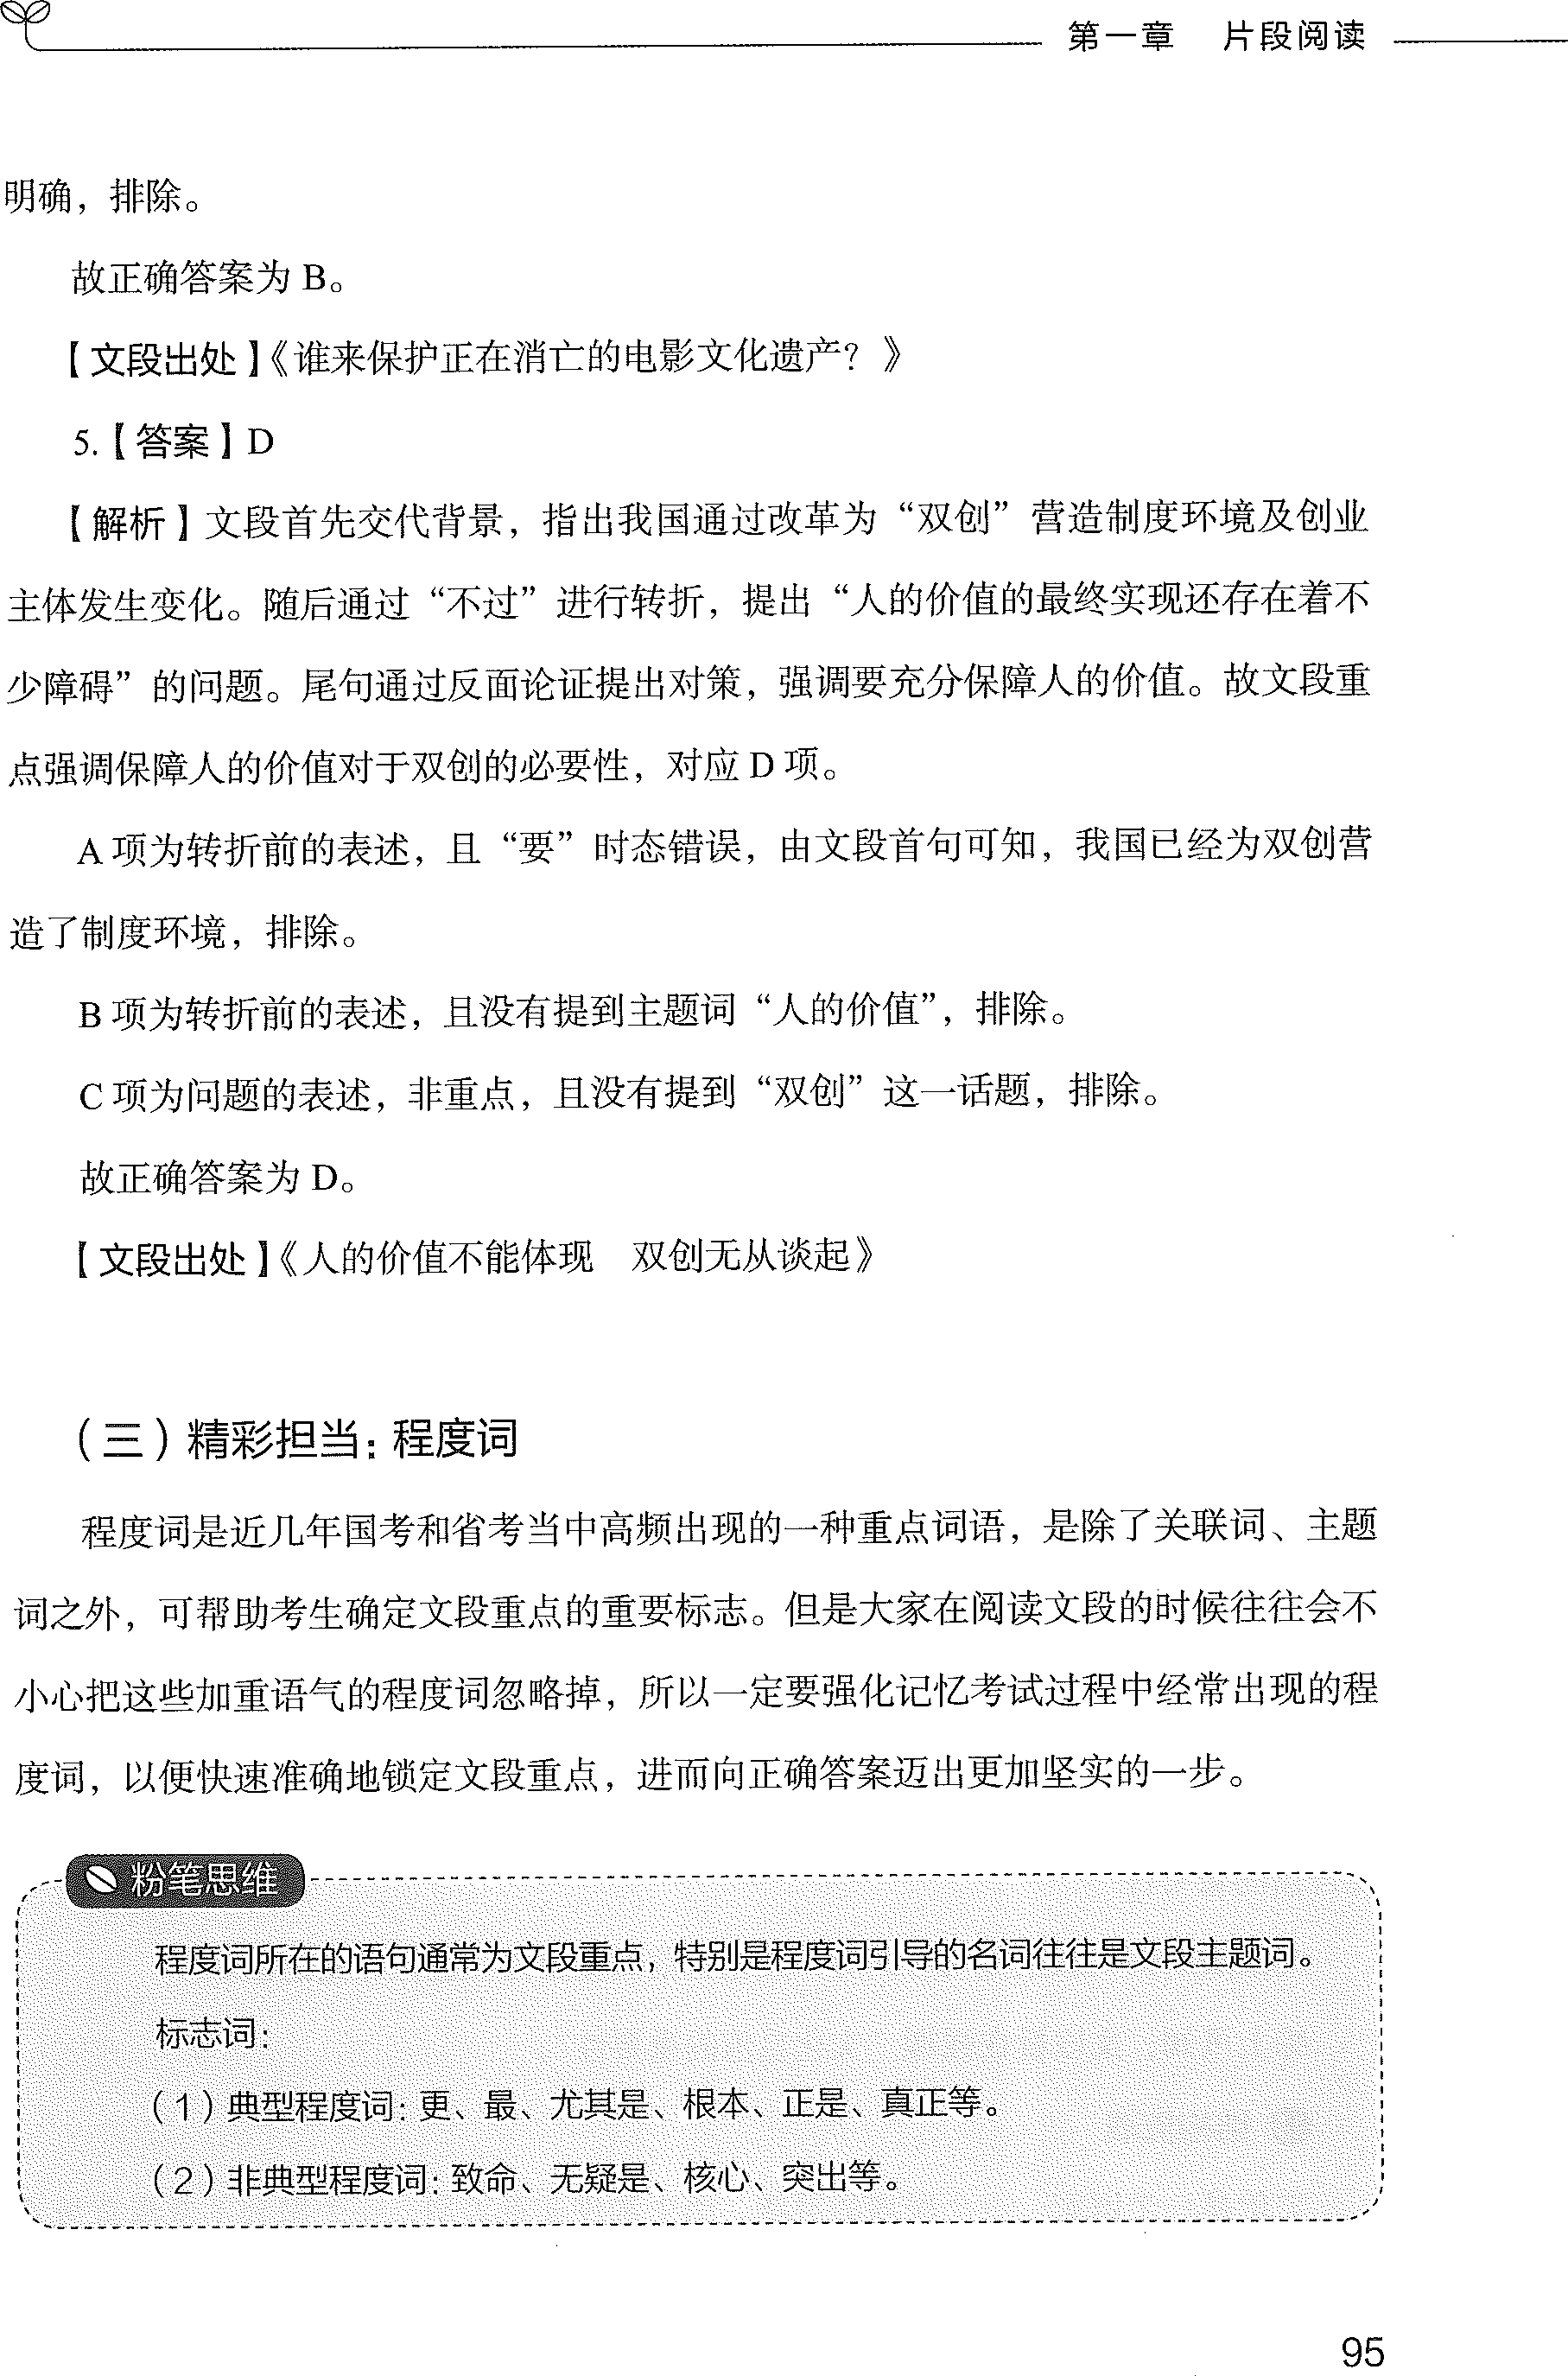 第一章 片段阅读
明确，排除。
故正确答案为 B。
【文段出处】《谁来保护正在消亡的电影文化遗产？》
5.【答案】D
【解析】文段首先交代背景，指出我国通过改革为“双创”营造制度环境及创业
主体发生变化。随后通过“不过”进行转折，提出“人的价值的最终实现还存在着不
少障碍”的问题。尾句通过反面论证提出对策，强调要充分保障人的价值。故文段重
点强调保障人的价值对于双创的必要性，对应 D 项。
A 项为转折前的表述，且“要”时态错误，由文段首句可知，我国已经为双创营
造了制度环境，排除。
B 项为转折前的表述，且没有提到主题词“人的价值”，排除。
C 项为问题的表述，非重点，且没有提到“双创”这一话题，排除。
故正确答案为 D。
【文段出处】《人的价值不能体现 双创无从谈起》
（三）精彩担当：程度词
程度词是近几年国考和省考当中高频出现的一种重点词语，是除了关联词、主题
词之外，可帮助考生确定文段重点的重要标志。但是大家在阅读文段的时候往往会不
小心把这些加重语气的程度词忽略掉，所以一定要强化记忆考试过程中经常出现的程
度词，以便快速准确地锁定文段重点，进而向正确答案迈出更加坚实的一步。
粉笔思维
程度词所在的语句通常为文段重点，特别是程度词引导的名词往往是文段主题词。
标志词：
（1）典型程度词：更、最、尤其是、根本、正是、真正等。
（2）非典型程度词：致命、无疑是、核心、突出等。
95